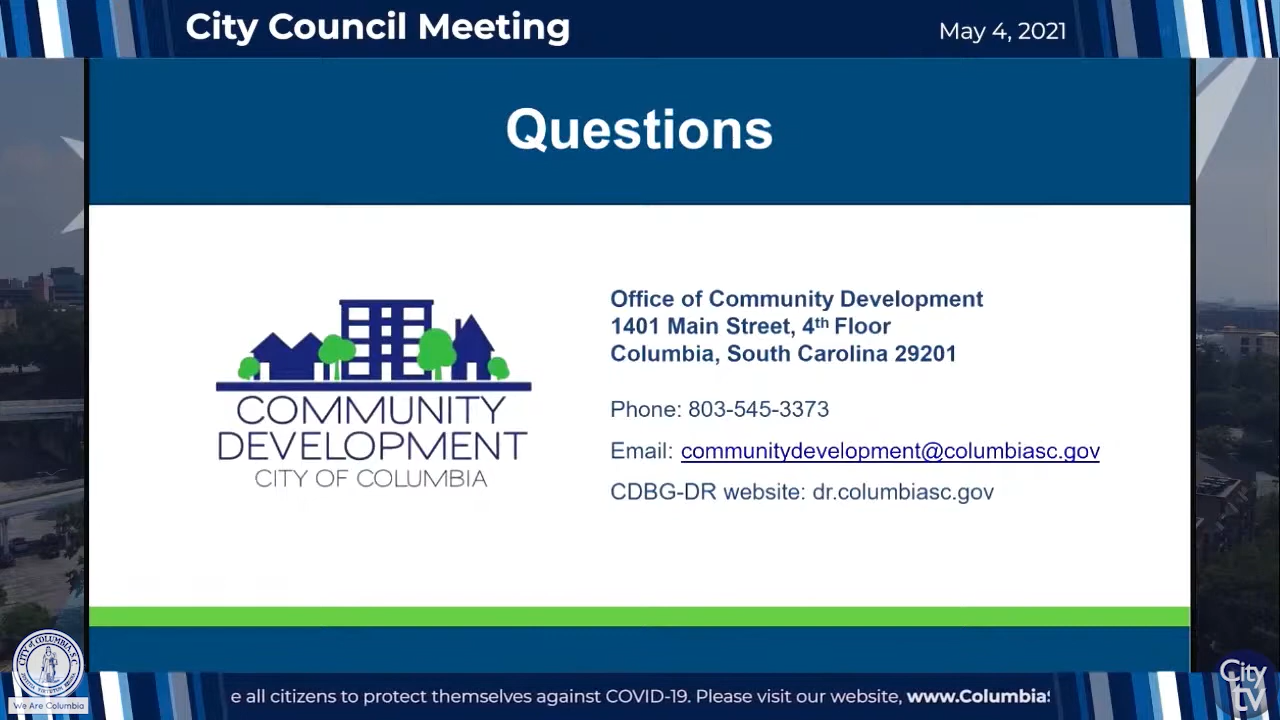 City Council Meeting
May 4, 2021
Questions
Office of Community Development
1401 Main Street, 4th Floor
Columbia, South Carolina 29201
Phone: 803-545-3373
Email: communitydevelopment@columbiasc.gov
CDBG-DR website: dr.columbiasc.gov
COMMUNITY
DEVELOPMENT
CITY OF COLUMBIA
CITY of COLUMBIA, S.C.
We Are Columbia
e all citizens to protect themselves against COVID-19. Please visit our website, www.Columbia
City
tv